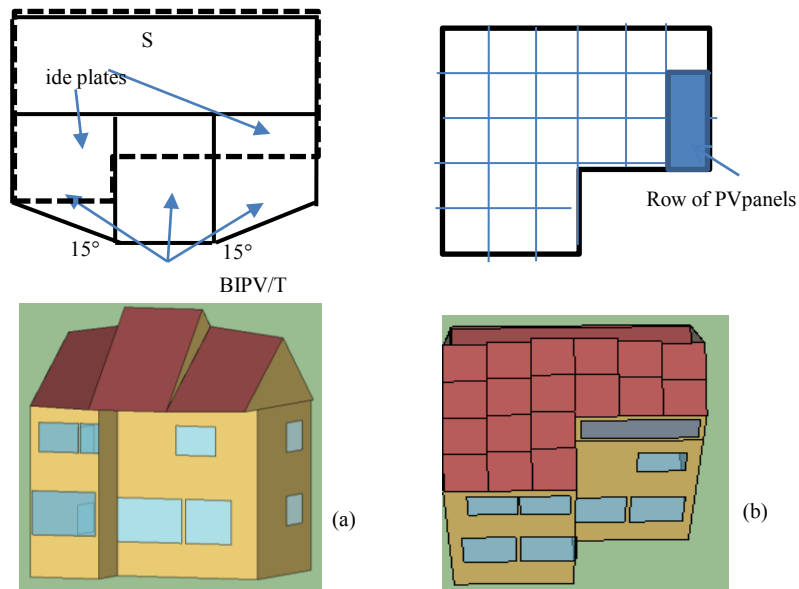 S
ide plates
15°
15°
BIPV/T
Row of PVpanels
(a)
(b)